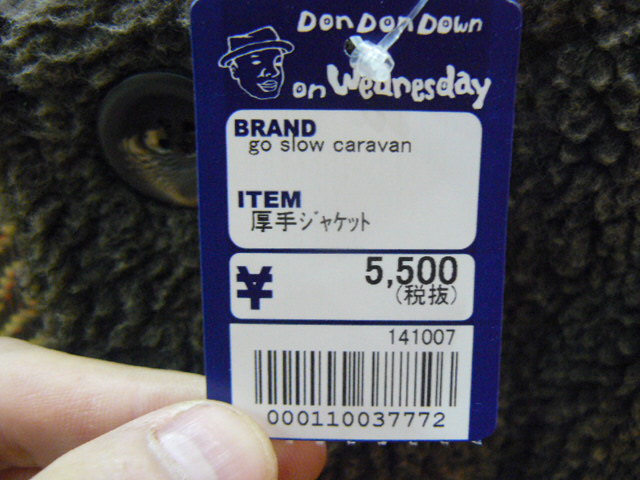 Don Don Down
on Wednesday
BRAND
go slow caravan
ITEM
厚手ｼﾞｬｹｯﾄ
¥ 5,500
(税抜)
141007
000110037772